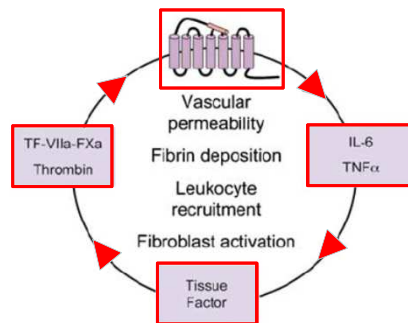 Vascular
permeability
Fibrin deposition
Leukocyte
recruitment
Fibroblast activation
TF-VIIa-FXa
Thrombin
IL-6
TNFα
Tissue
Factor